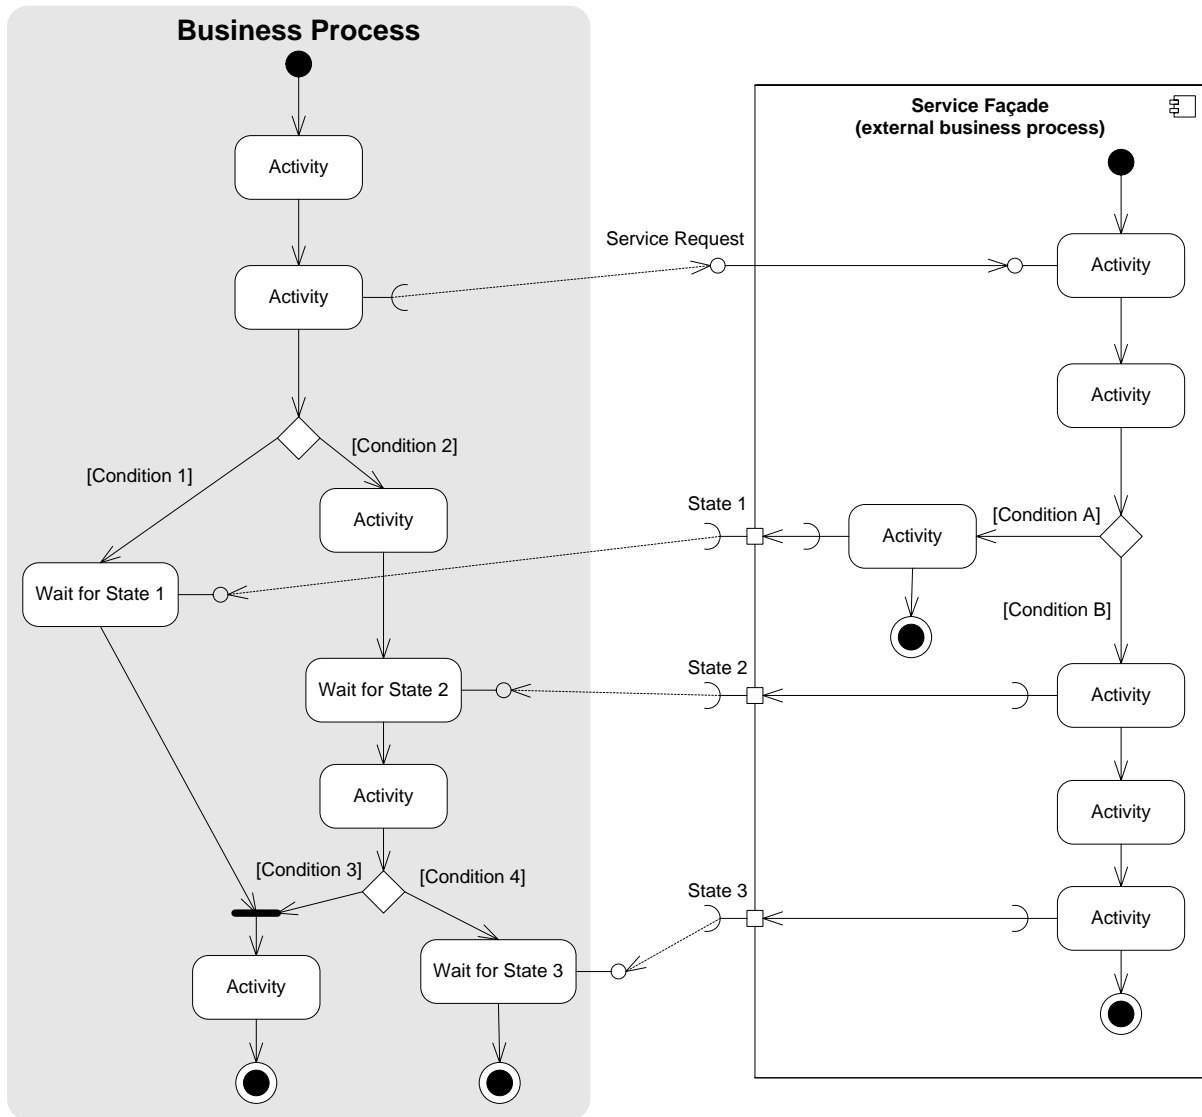 Business Process
Activity
Activity
[Condition 1]
[Condition 2]
Activity
Wait for State 1
Wait for State 2
Activity
[Condition 3]
[Condition 4]
Activity
Wait for State 3
Service Request
State 1
State 2
State 3
Service Façade
(external business process)
Activity
Activity
[Condition A]
Activity
[Condition B]
Activity
Activity
Activity